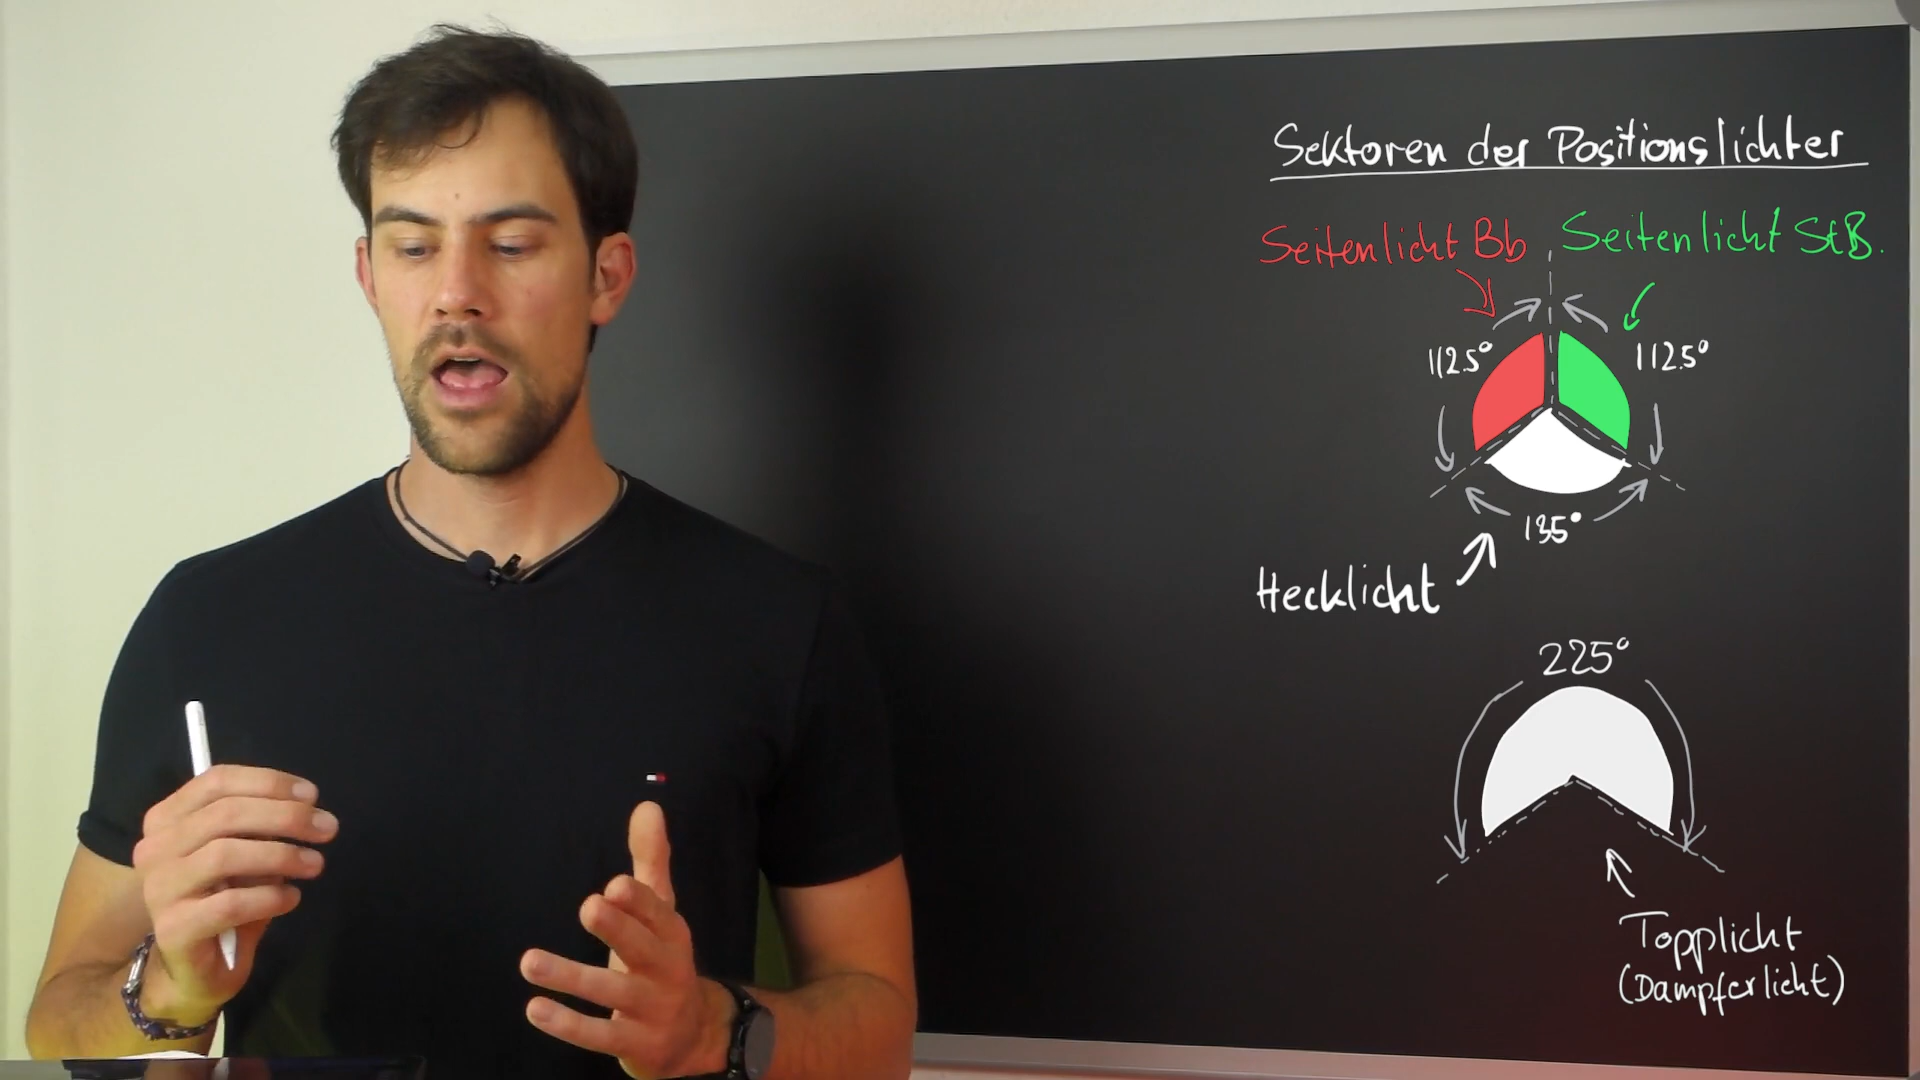 Sektoren der Positionslichter
Seitenlicht Bb
Seitenlicht StB.
112.5°
112.5°
135°
Hecklicht
225°
Topplicht
(Dampferlicht)